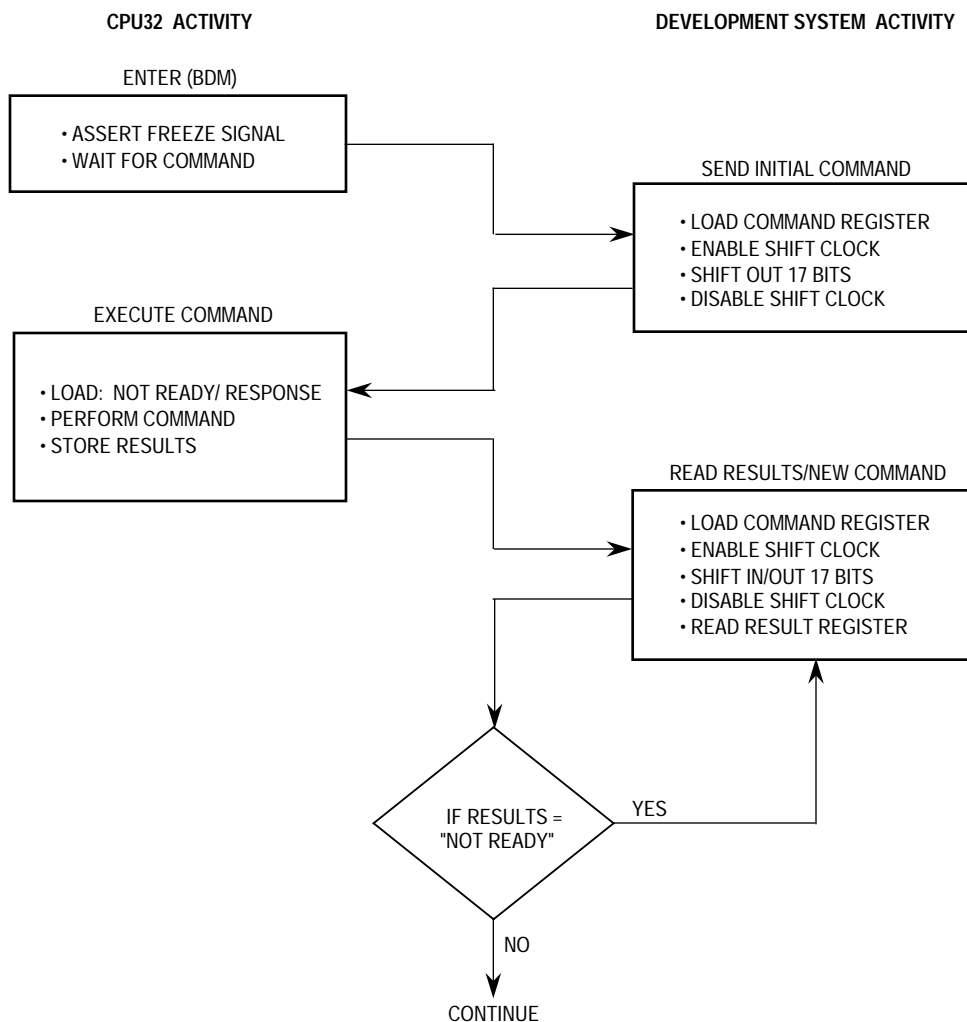 CPU32 ACTIVITY
DEVELOPMENT SYSTEM ACTIVITY
ENTER (BDM)
• ASSERT FREEZE SIGNAL
• WAIT FOR COMMAND
SEND INITIAL COMMAND
• LOAD COMMAND REGISTER
• ENABLE SHIFT CLOCK
• SHIFT OUT 17 BITS
• DISABLE SHIFT CLOCK
EXECUTE COMMAND
• LOAD: NOT READY/ RESPONSE
• PERFORM COMMAND
• STORE RESULTS
READ RESULTS/NEW COMMAND
• LOAD COMMAND REGISTER
• ENABLE SHIFT CLOCK
• SHIFT IN/OUT 17 BITS
• DISABLE SHIFT CLOCK
• READ RESULT REGISTER
IF RESULTS =
"NOT READY"
YES
NO
CONTINUE